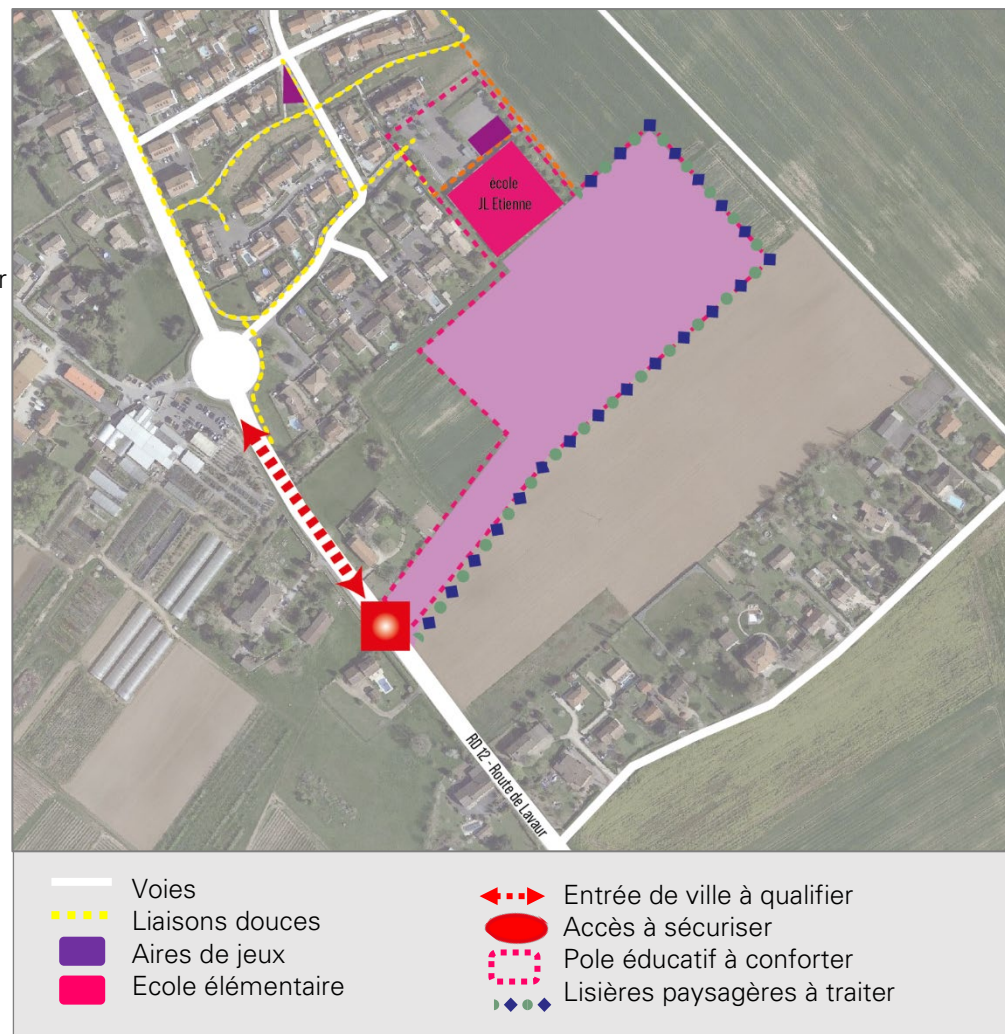 r
école
JL Etienne
RD 12 - Route de Lavaur
Voies
Liaisons douces
Aires de jeux
Ecole élémentaire
Entrée de ville à qualifier
Accès à sécuriser
Pole éducatif à conforter
Lisières paysagères à traiter